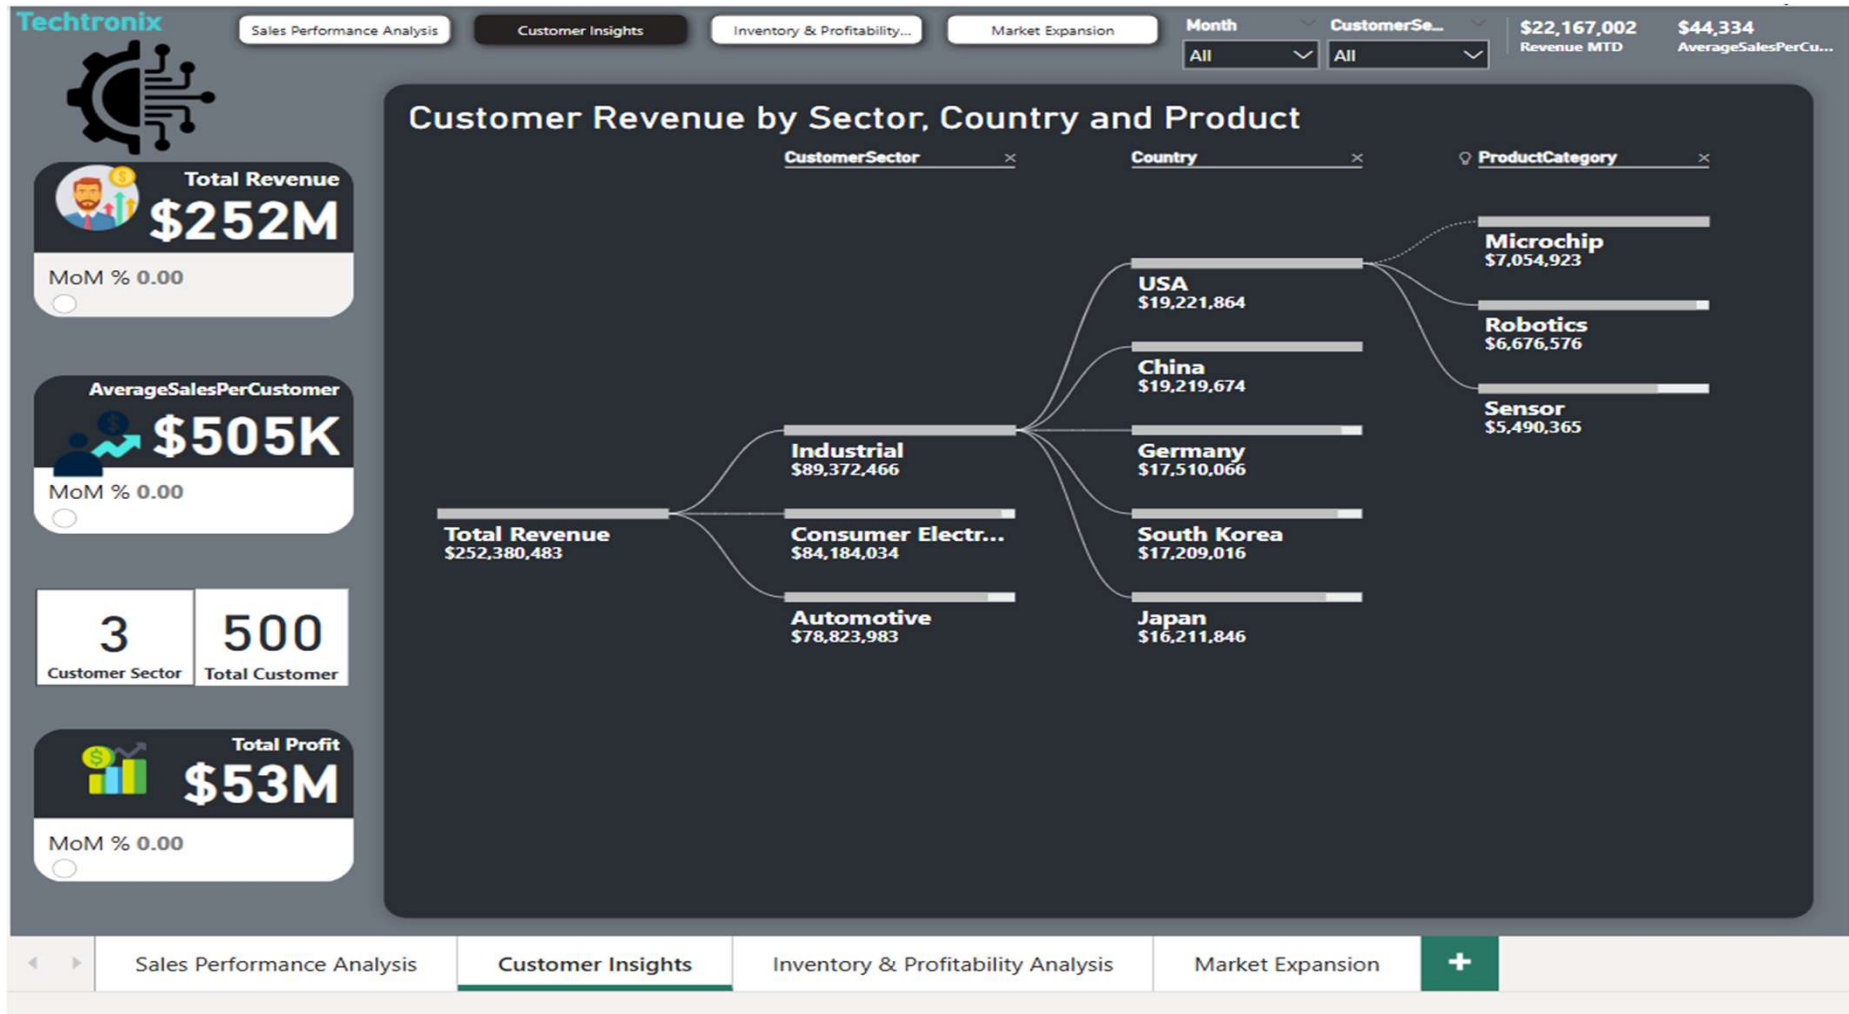 Techtronix
Sales Performance Analysis
Customer Insights
Inventory & Profitability...
Market Expansion
Month
All
CustomerSe...
All
$22,167,002
Revenue MTD
$44,334
AverageSalesPerCu...
Total Revenue
$252M
MoM % 0.00
AverageSalesPerCustomer
$505K
MoM % 0.00
3
Customer Sector
500
Total Customer
Total Profit
$53M
MoM % 0.00
Customer Revenue by Sector, Country and Product
CustomerSector
Country
ProductCategory
Total Revenue
$252,380,483
Industrial
$89,372,466
Consumer Electr...
$84,184,034
Automotive
$78,823,983
USA
$19,221,864
China
$19,219,674
Germany
$17,510,066
South Korea
$17,209,016
Japan
$16,211,846
Microchip
$7,054,923
Robotics
$6,676,576
Sensor
$5,490,365
Sales Performance Analysis
Customer Insights
Inventory & Profitability Analysis
Market Expansion
+